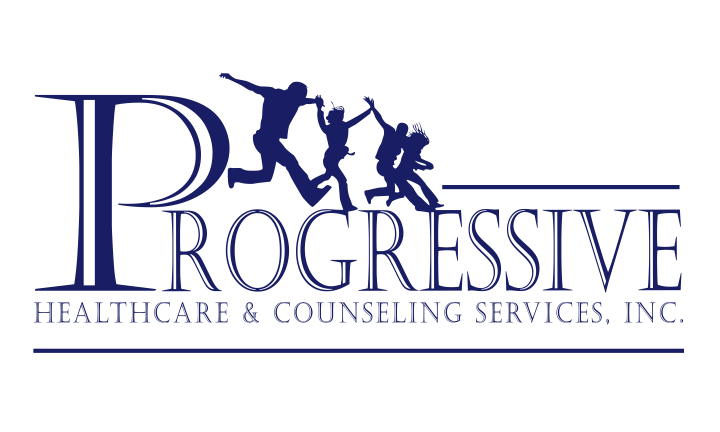 PROGRESSIVE
HEALTHCARE & COUNSELING SERVICES, INC.